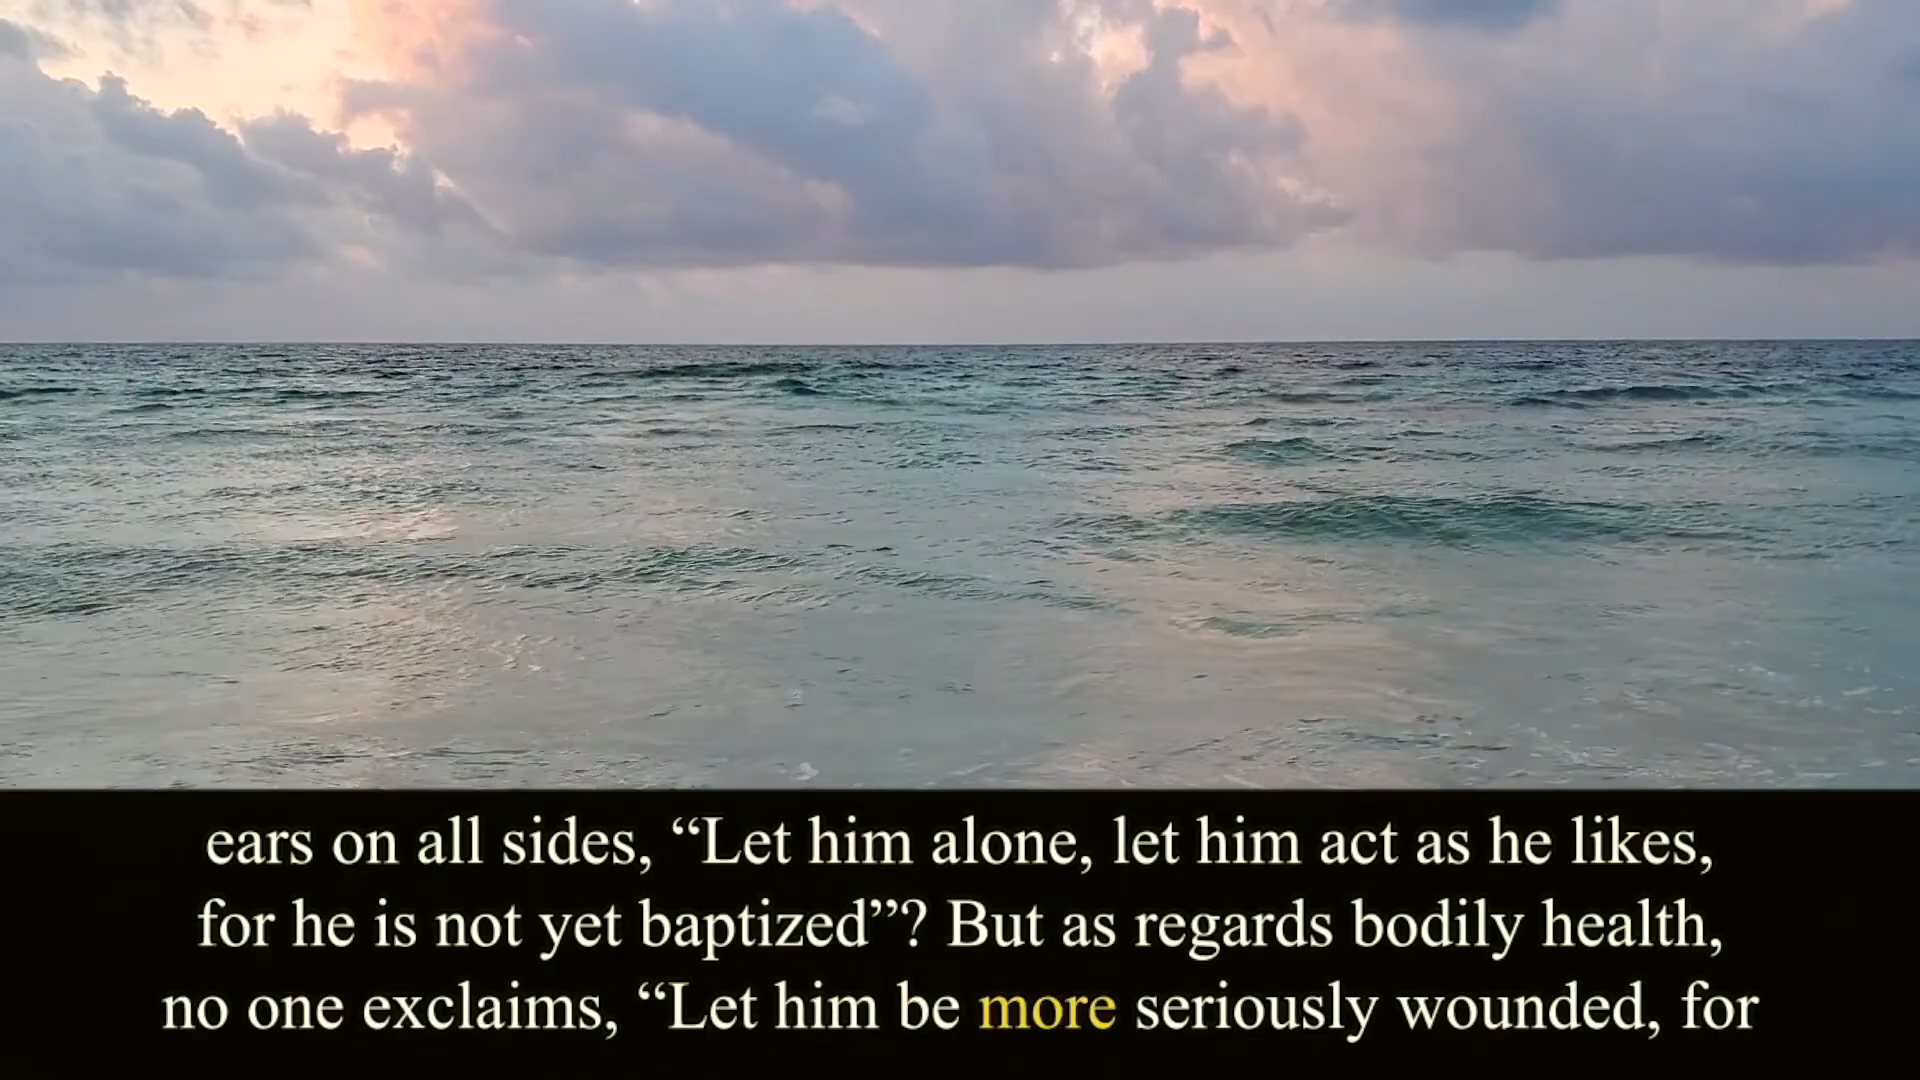 ears on all sides, “Let him alone, let him act as he likes,
for he is not yet baptized”? But as regards bodily health,
no one exclaims, “Let him be more seriously wounded, for